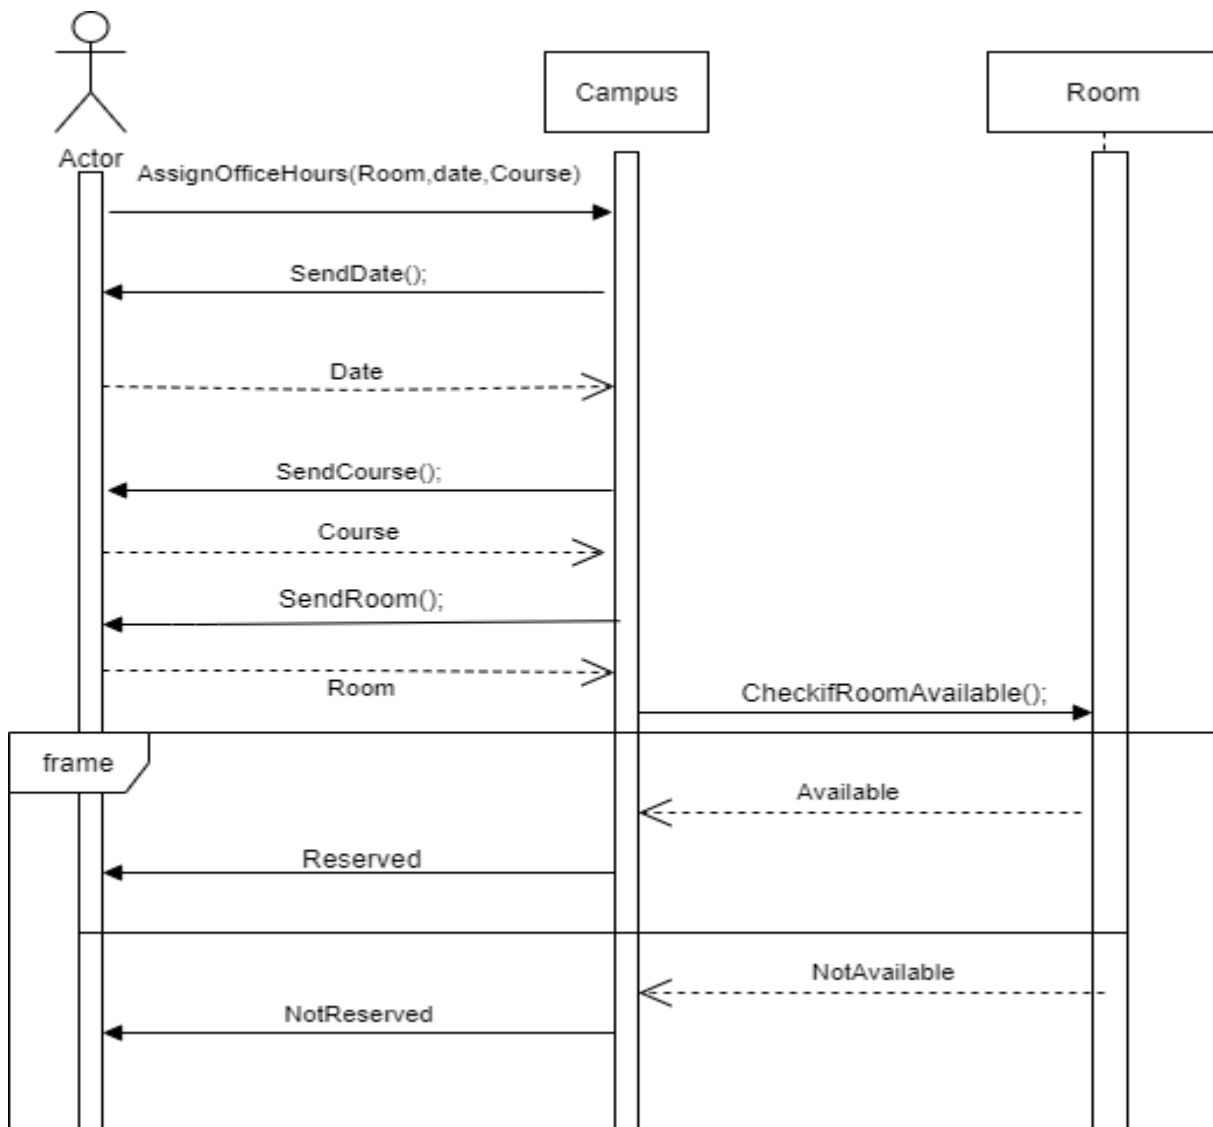 Campus
Room
Actor
AssignOfficeHours(Room,date,Course)
SendDate();
Date
SendCourse();
Course
SendRoom();
Room
CheckifRoomAvailable();
frame
Available
Reserved
NotAvailable
NotReserved